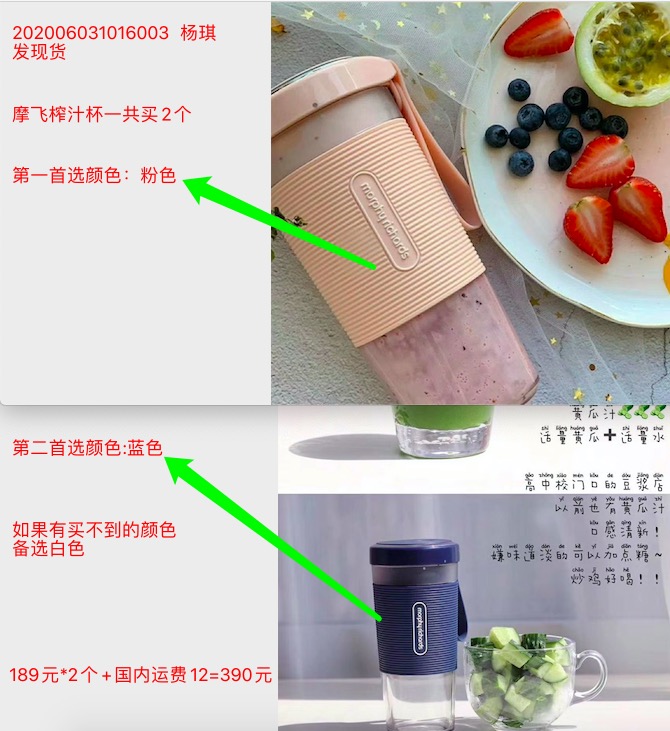 202006031016003 杨琪
发现货
摩飞榨汁杯一共买2个
第一首选颜色：粉色
morphyrichards
第二首选颜色:蓝色
黄瓜汁
适量黄瓜➕适量水
高中校门口的豆浆店
以前也有黄瓜汁
口感清新！
嫌味道淡的可以加点糖~
炒鸡好喝！！
morphyrichards
如果有买不到的颜色
备选白色
189元*2个+国内运费12=390元